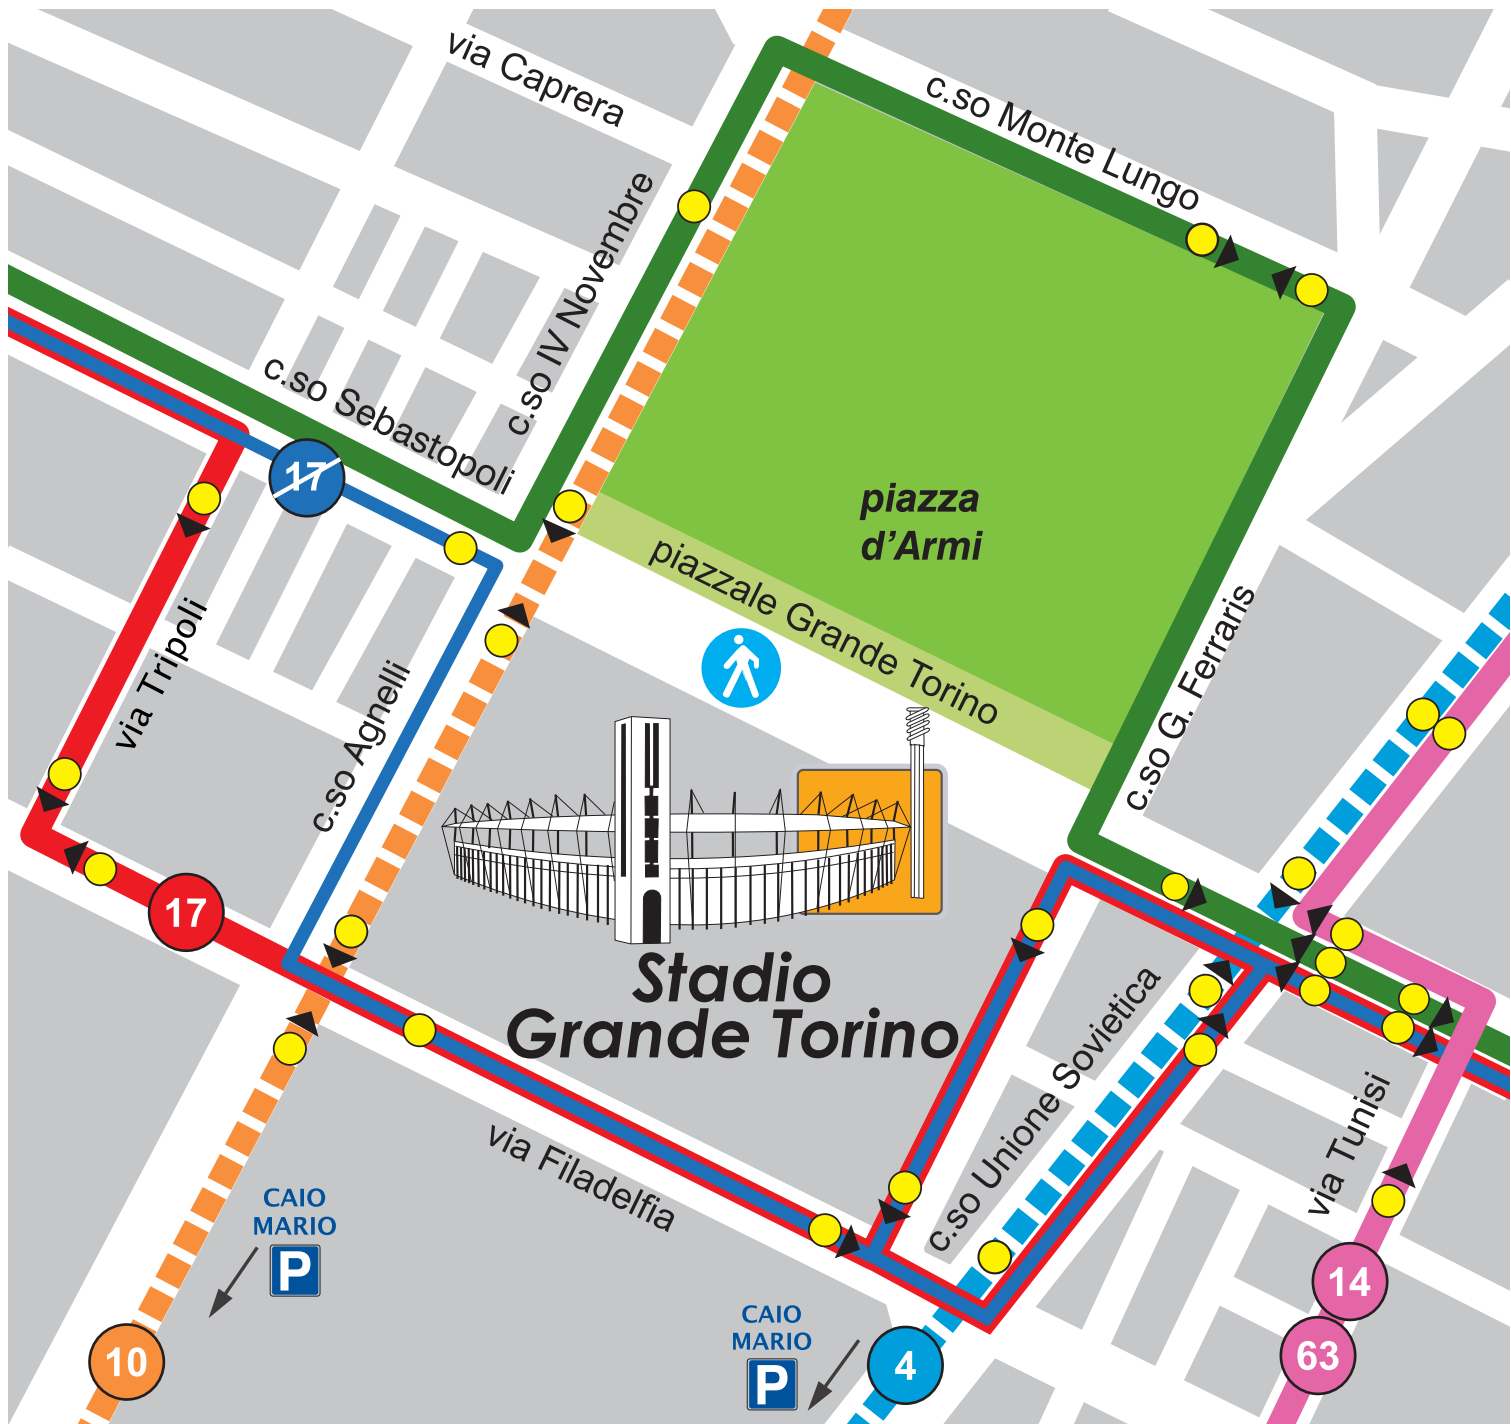 via Caprera
c.so Monte Lungo
c.so IV Novembre
c.so Sebastopoli
17
piazza
d'Armi
piazzale Grande Torino
via Tripoli
c.so Agnelli
c.so G. Ferraris
17
Stadio
Grande Torino
c.so Unione Sovietica
via Tunisi
via Filadelfia
CAIO
MARIO
P
14
63
10
CAIO
MARIO
P
4